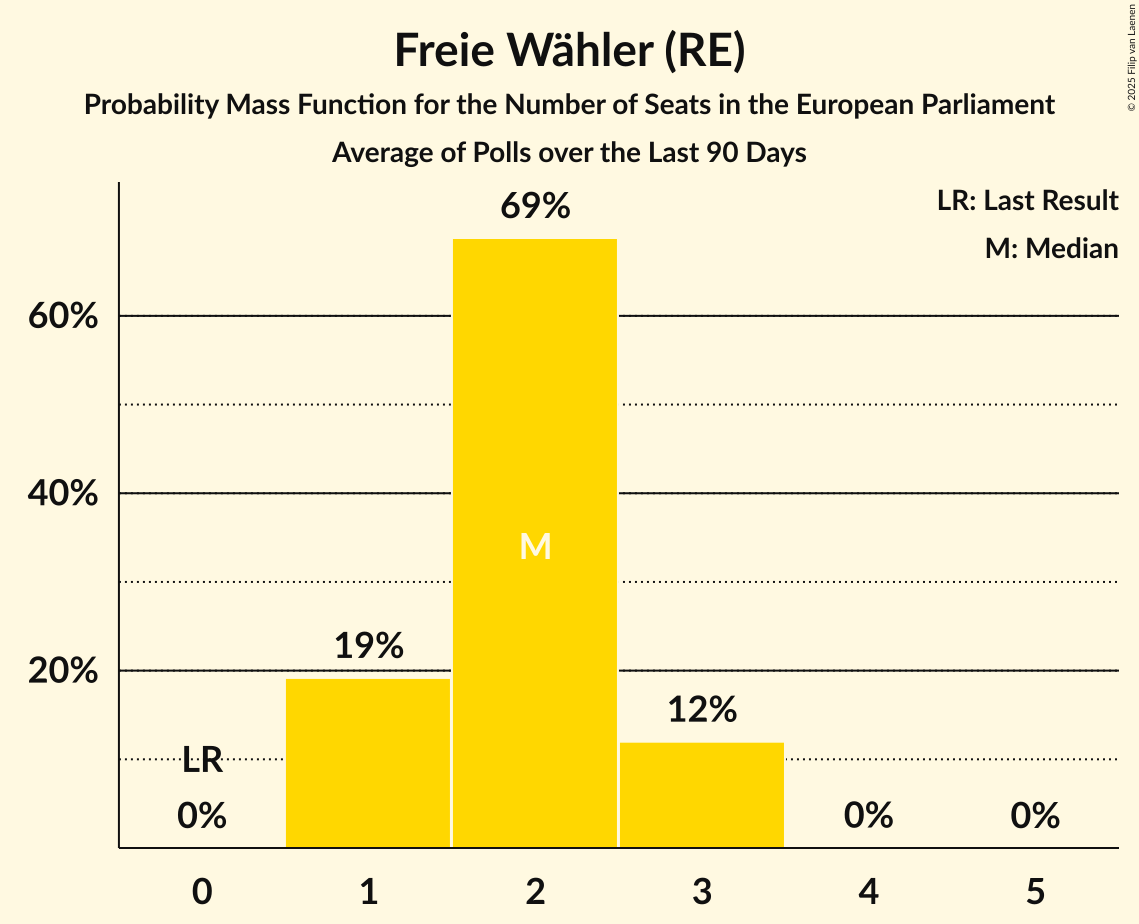 Freie Wähler (RE)
Probability Mass Function for the Number of Seats in the European Parliament
Average of Polls over the Last 90 Days
© 2025 Filip van Laenen
LR: Last Result
M: Median
69%
60%
40%
M
19%
20%
12%
LR
0%
0%
0%
0 1 2 3 4 5